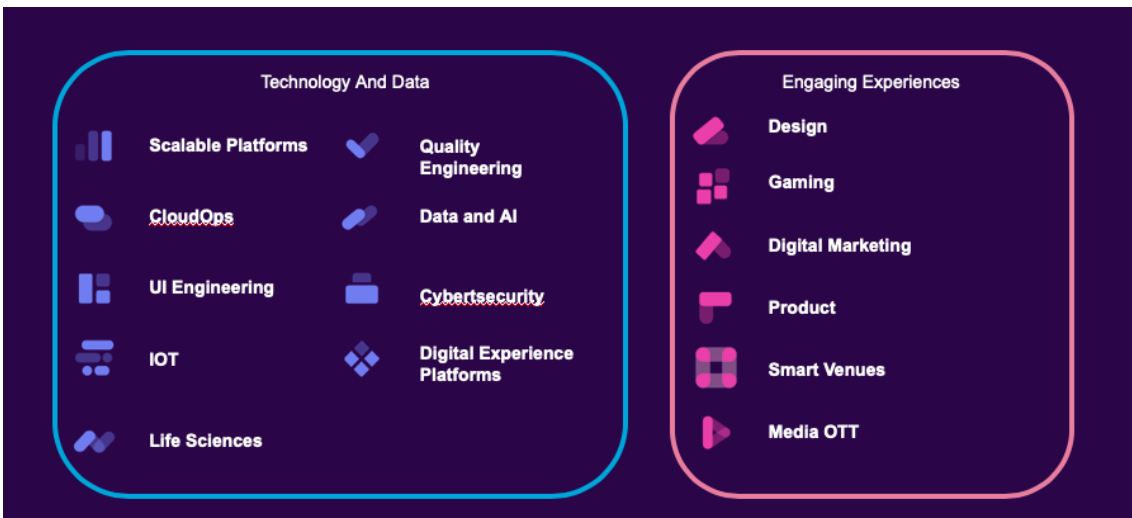 Technology And Data
Scalable Platforms
CloudOps
UI Engineering
IOT
Life Sciences
Quality
Engineering
Data and AI
Cybertsecurity
Digital Experience
Platforms
Engaging Experiences
Design
Gaming
Digital Marketing
Product
Smart Venues
Media OTT